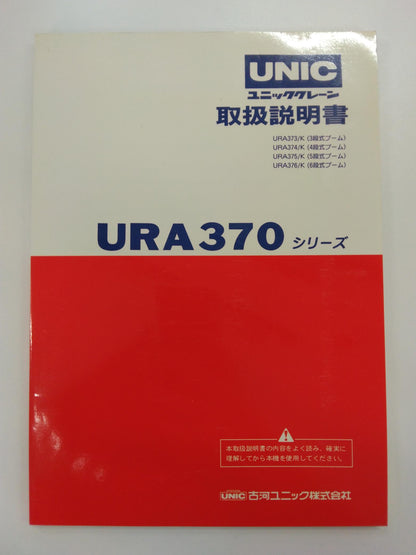 UNIC
ユニッククレーン
取扱説明書
URA373/K (3段式ブーム)
URA374/K (4段式ブーム)
URA375/K (5段式ブーム)
URA376/K (6段式ブーム)
URA370 シリーズ
本取扱説明書の内容をよく読み、確実に
理解してから本機を使用してください。
UNIC 古河ユニック株式会社